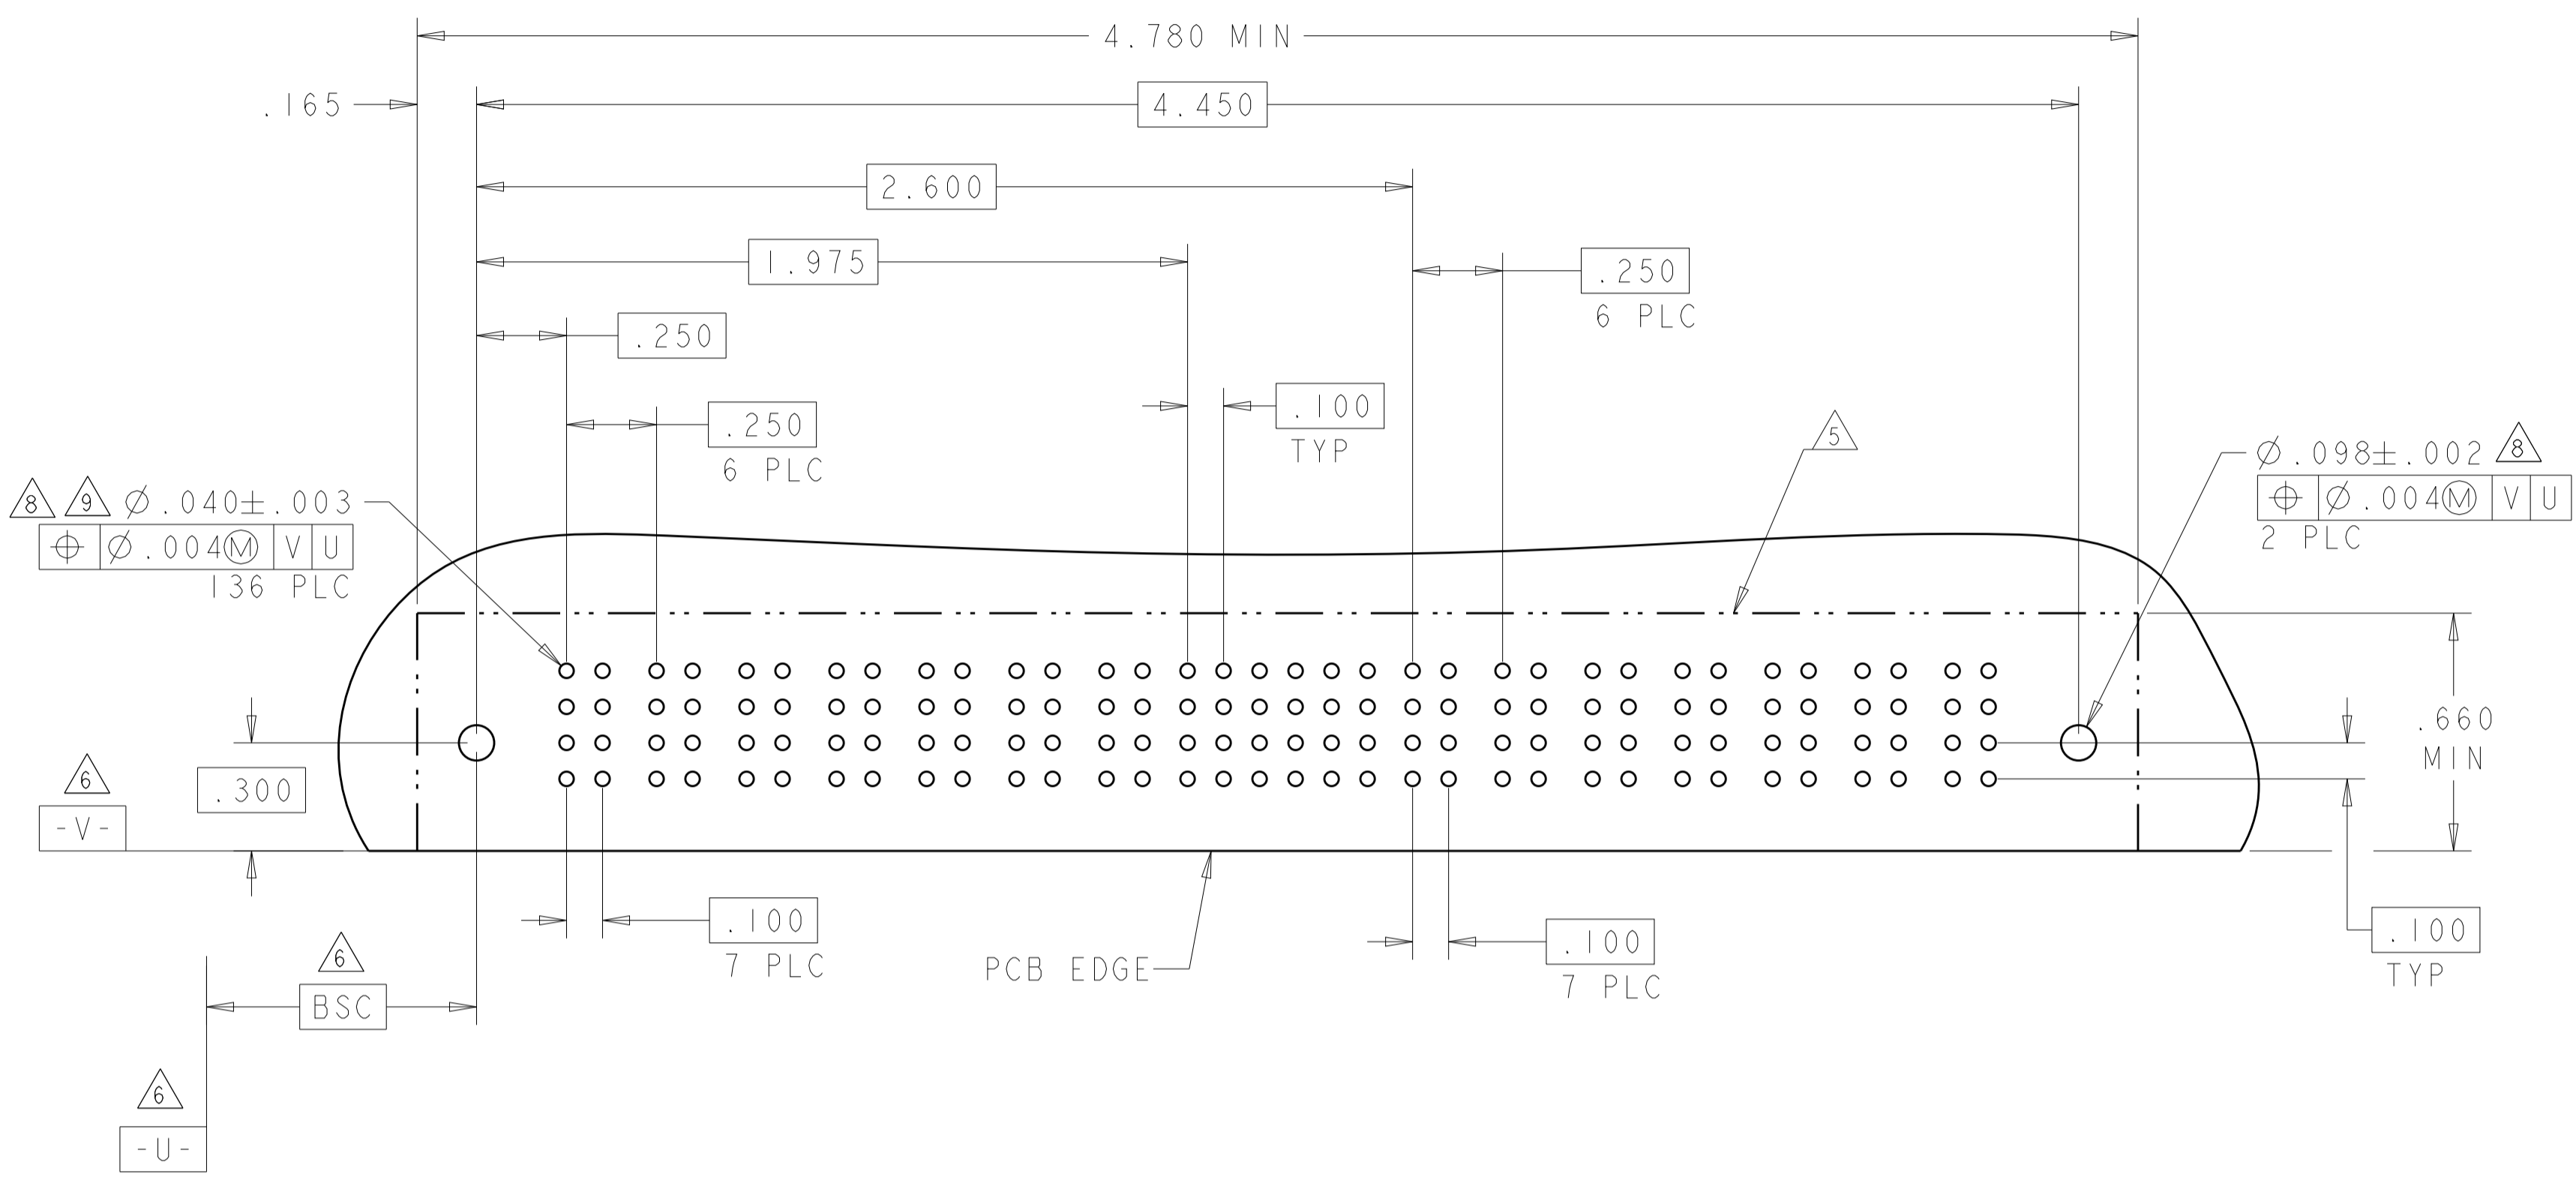 4.780 MIN
.165
4.450
2.600
1.975
.250
6 PLC
.250
.250
6 PLC
.100
TYP
5
8 9 Ø.040±.003
⌖ Ø.004Ⓜ V U
136 PLC
Ø.098±.002 8
⌖ Ø.004Ⓜ V U
2 PLC
.660
MIN
6
-V-
.300
.100
7 PLC
PCB EDGE
.100
7 PLC
.100
TYP
6
BSC
6
-U-